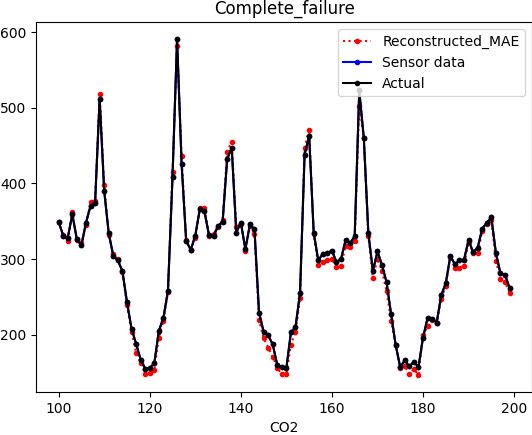 Complete_failure
Reconstructed_MAE
Sensor data
Actual
600
500
400
300
200
100 120 140 160 180 200
CO2